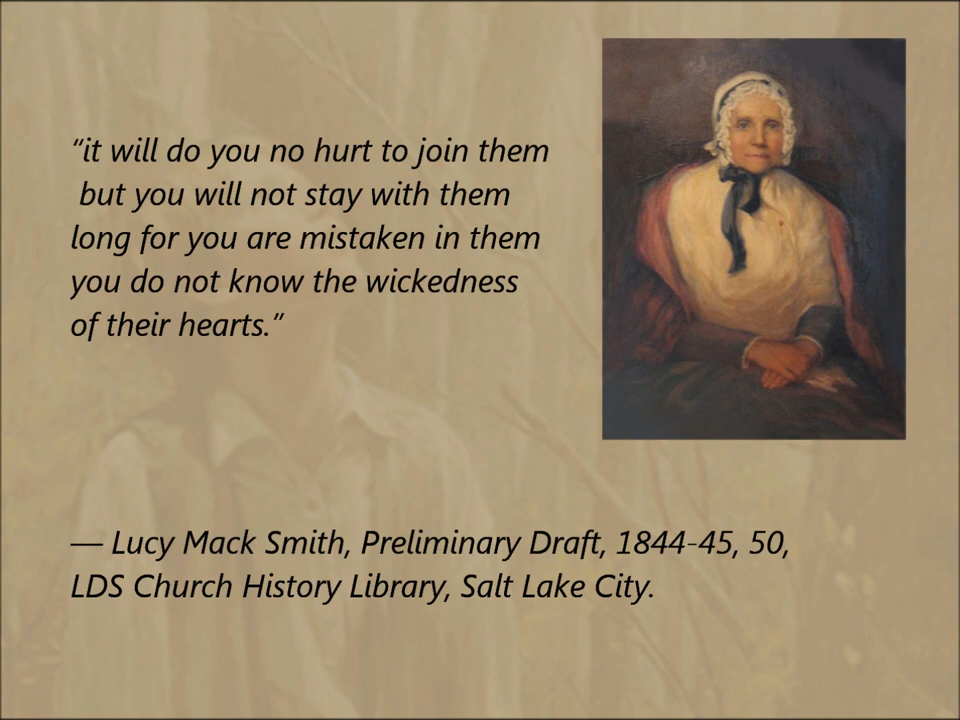 “it will do you no hurt to join them
but you will not stay with them
long for you are mistaken in them
you do not know the wickedness
of their hearts.”
— Lucy Mack Smith, Preliminary Draft, 1844-45, 50,
LDS Church History Library, Salt Lake City.